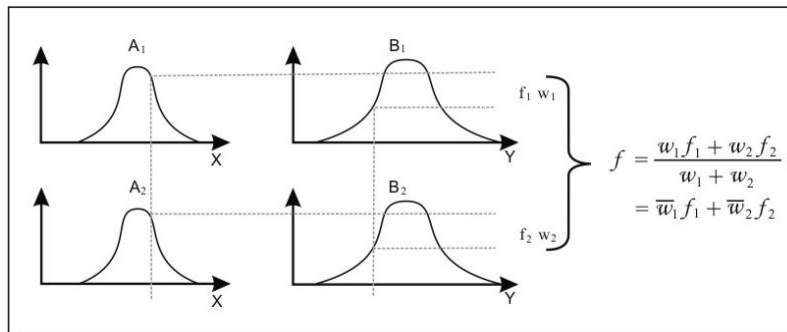 A₁
B₁
X
Y
f₁ w₁
A₂
B₂
X
Y
f₂ w₂
f = (w₁f₁ + w₂f₂) / (w₁ + w₂)
= w̅₁f₁ + w̅₂f₂